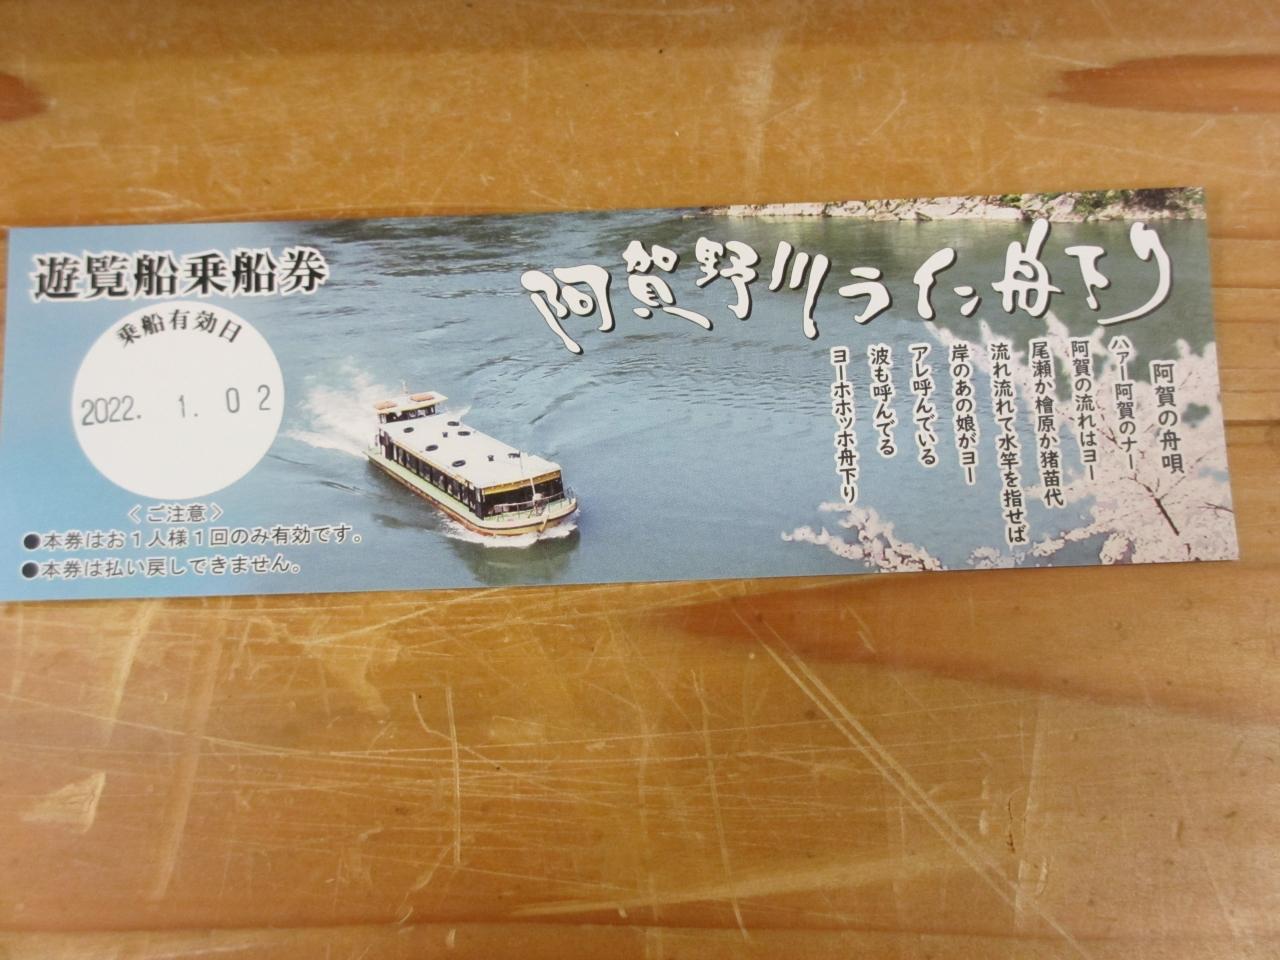 遊覧船乗船券
乗船有効日
2022. 1. 02
〈ご注意〉
●本券はお1人様1回のみ有効です。
●本券は払い戻しできません。
阿賀野川ライン舟下り
阿賀の舟唄
ハァー阿賀のナー
阿賀の流れはヨー
尾瀬か檜原か猪苗代
流れ流れて水竿を指せば
岸のあの娘がヨー
アレ呼んでいる
波も呼んでる
ヨーホホッホ舟下り